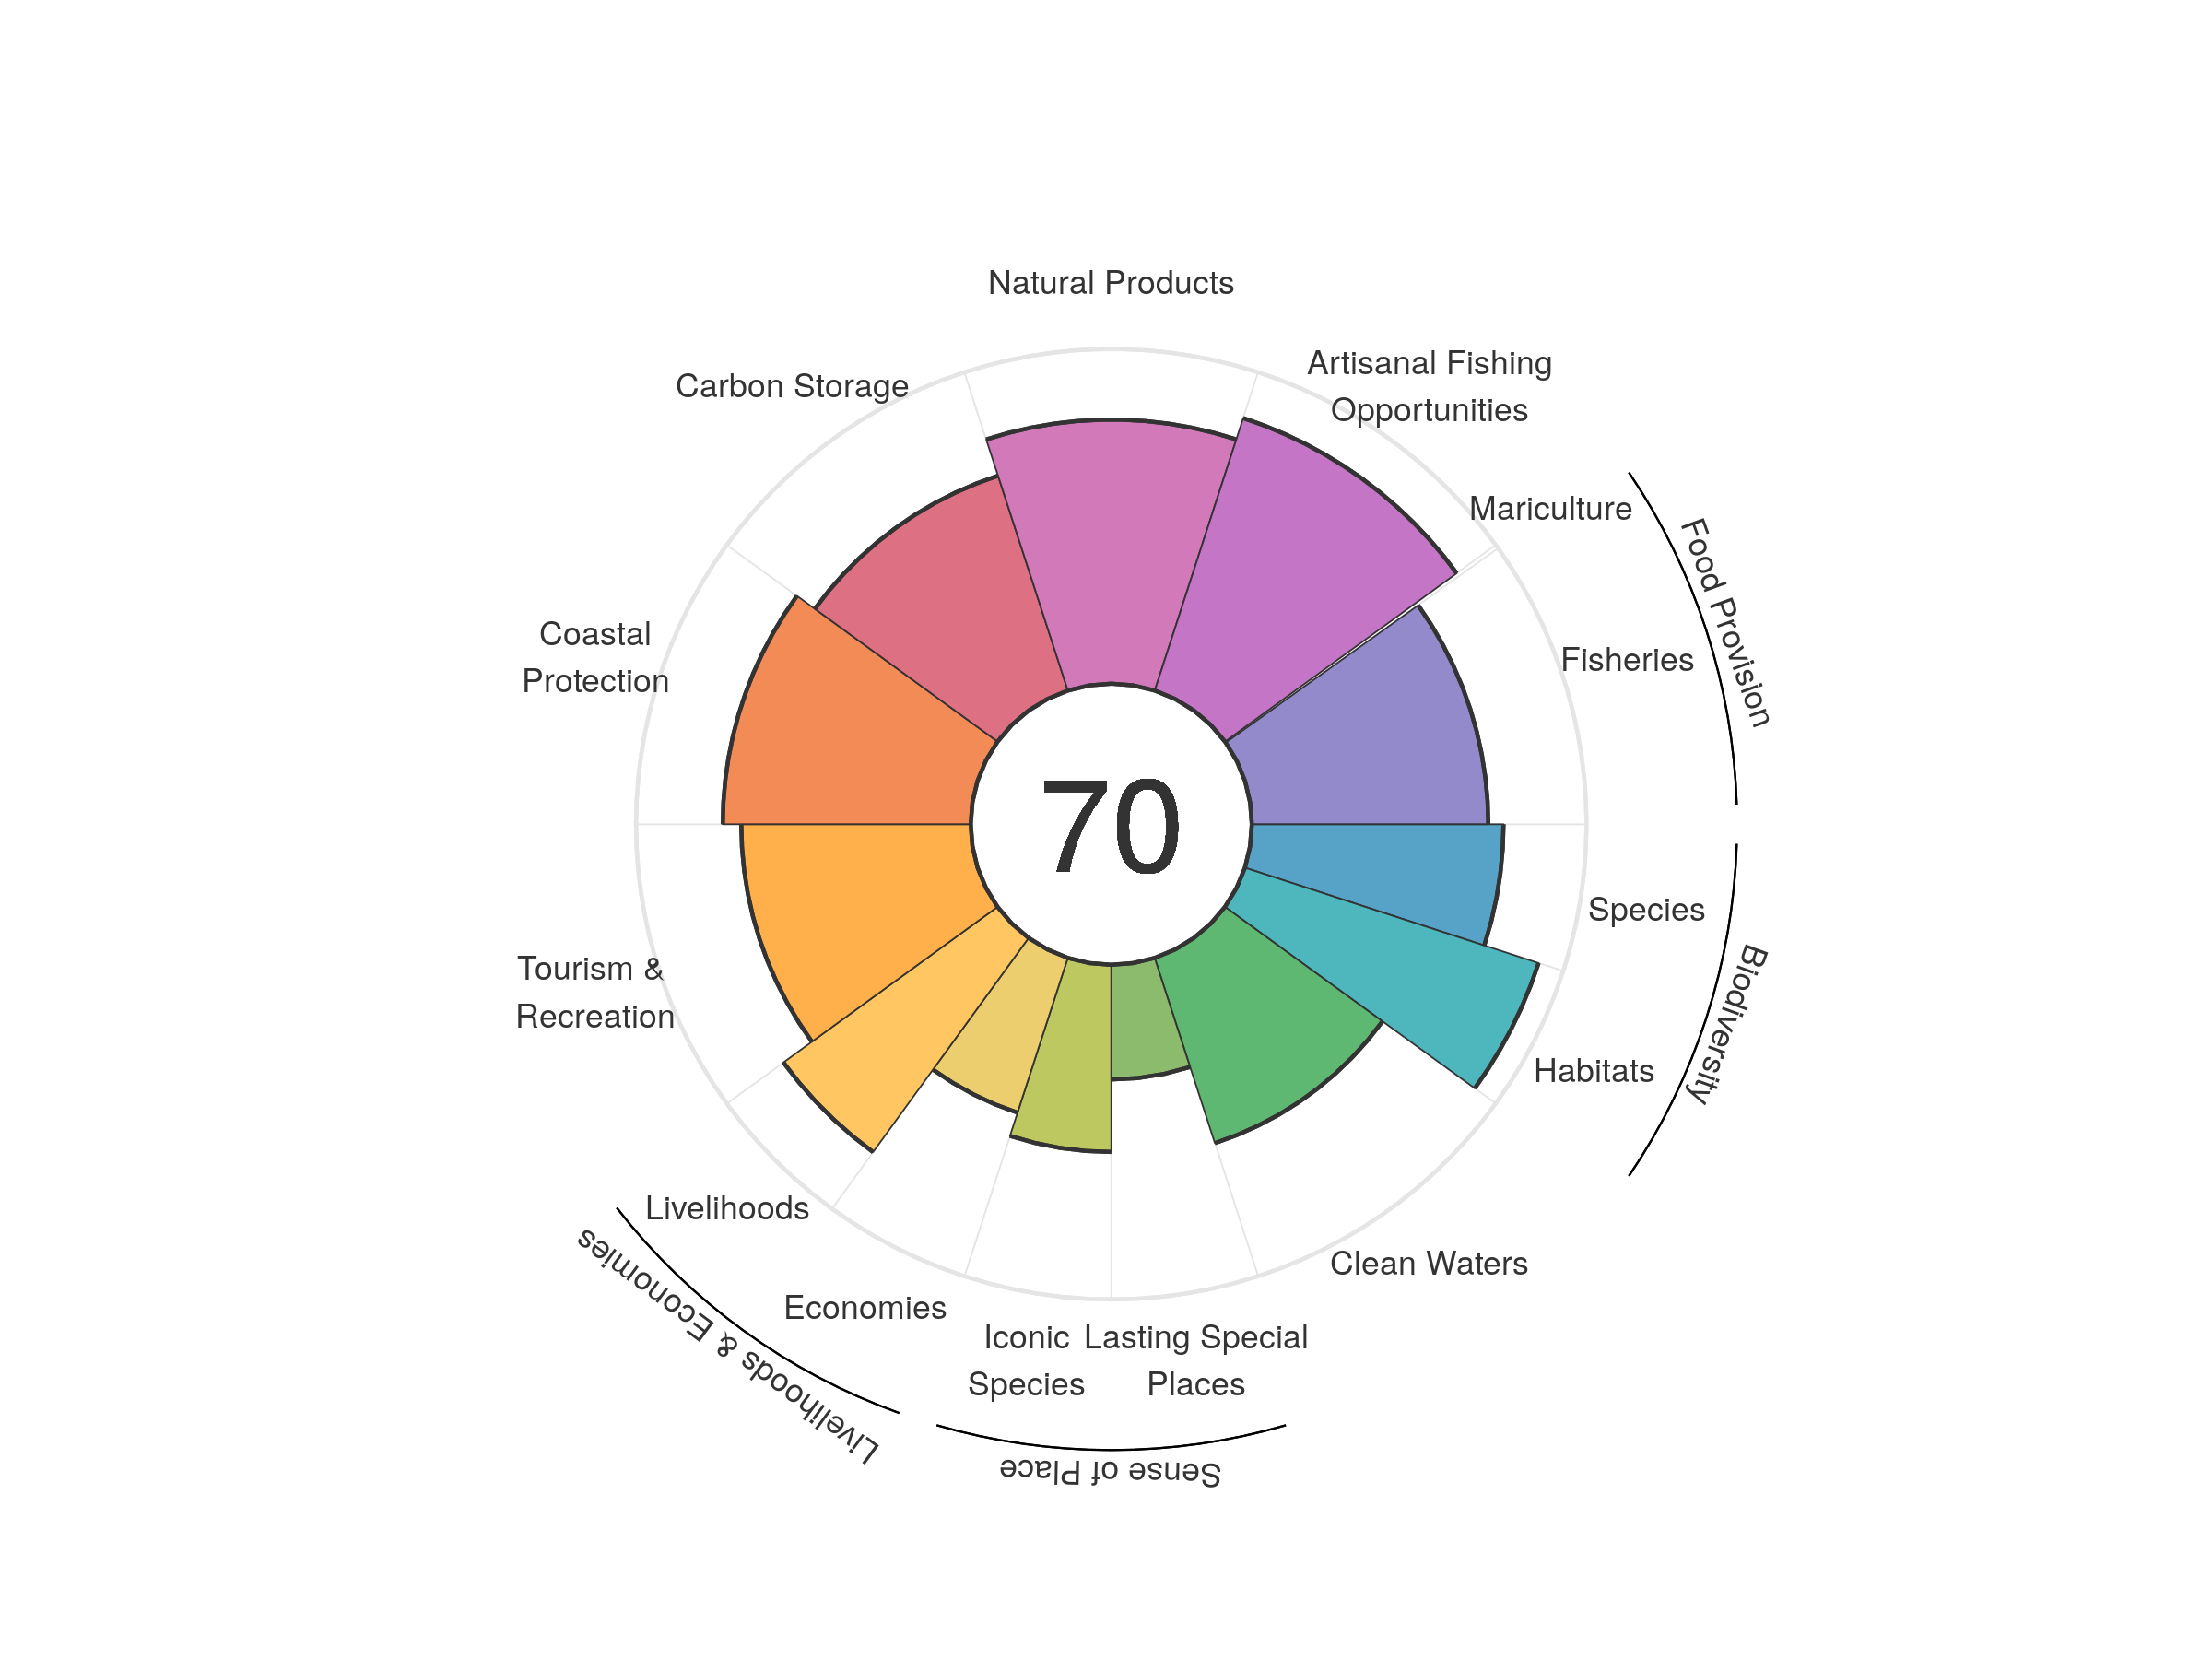 Natural Products
Artisanal Fishing
Opportunities
Carbon Storage
Mariculture
Food Provision
Fisheries
Coastal
Protection
70
Species
Biodiversity
Tourism &
Recreation
Habitats
Livelihoods
Livelihoods & Economies
Clean Waters
Economies
Iconic
Species
Lasting Special
Places
Sense of Place